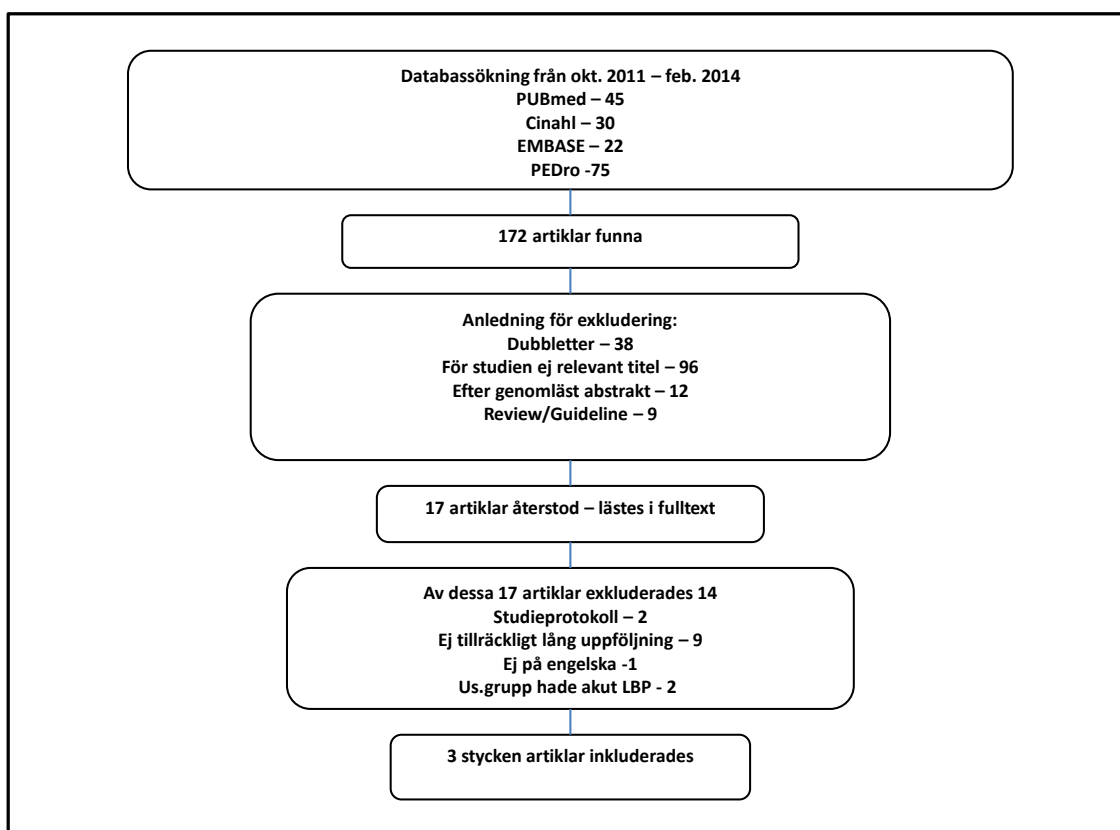 Databassökning från okt. 2011 – feb. 2014
PUBmed – 45
Cinahl – 30
EMBASE – 22
PEDro -75
172 artiklar funna
Anledning för exkludering:
Dubbletter – 38
För studien ej relevant titel – 96
Efter genomläst abstrakt – 12
Review/Guideline – 9
17 artiklar återstod – lästes i fulltext
Av dessa 17 artiklar exkluderades 14
Studieprotokoll – 2
Ej tillräckligt lång uppföljning – 9
Ej på engelska -1
Us.grupp hade akut LBP - 2
3 stycken artiklar inkluderades